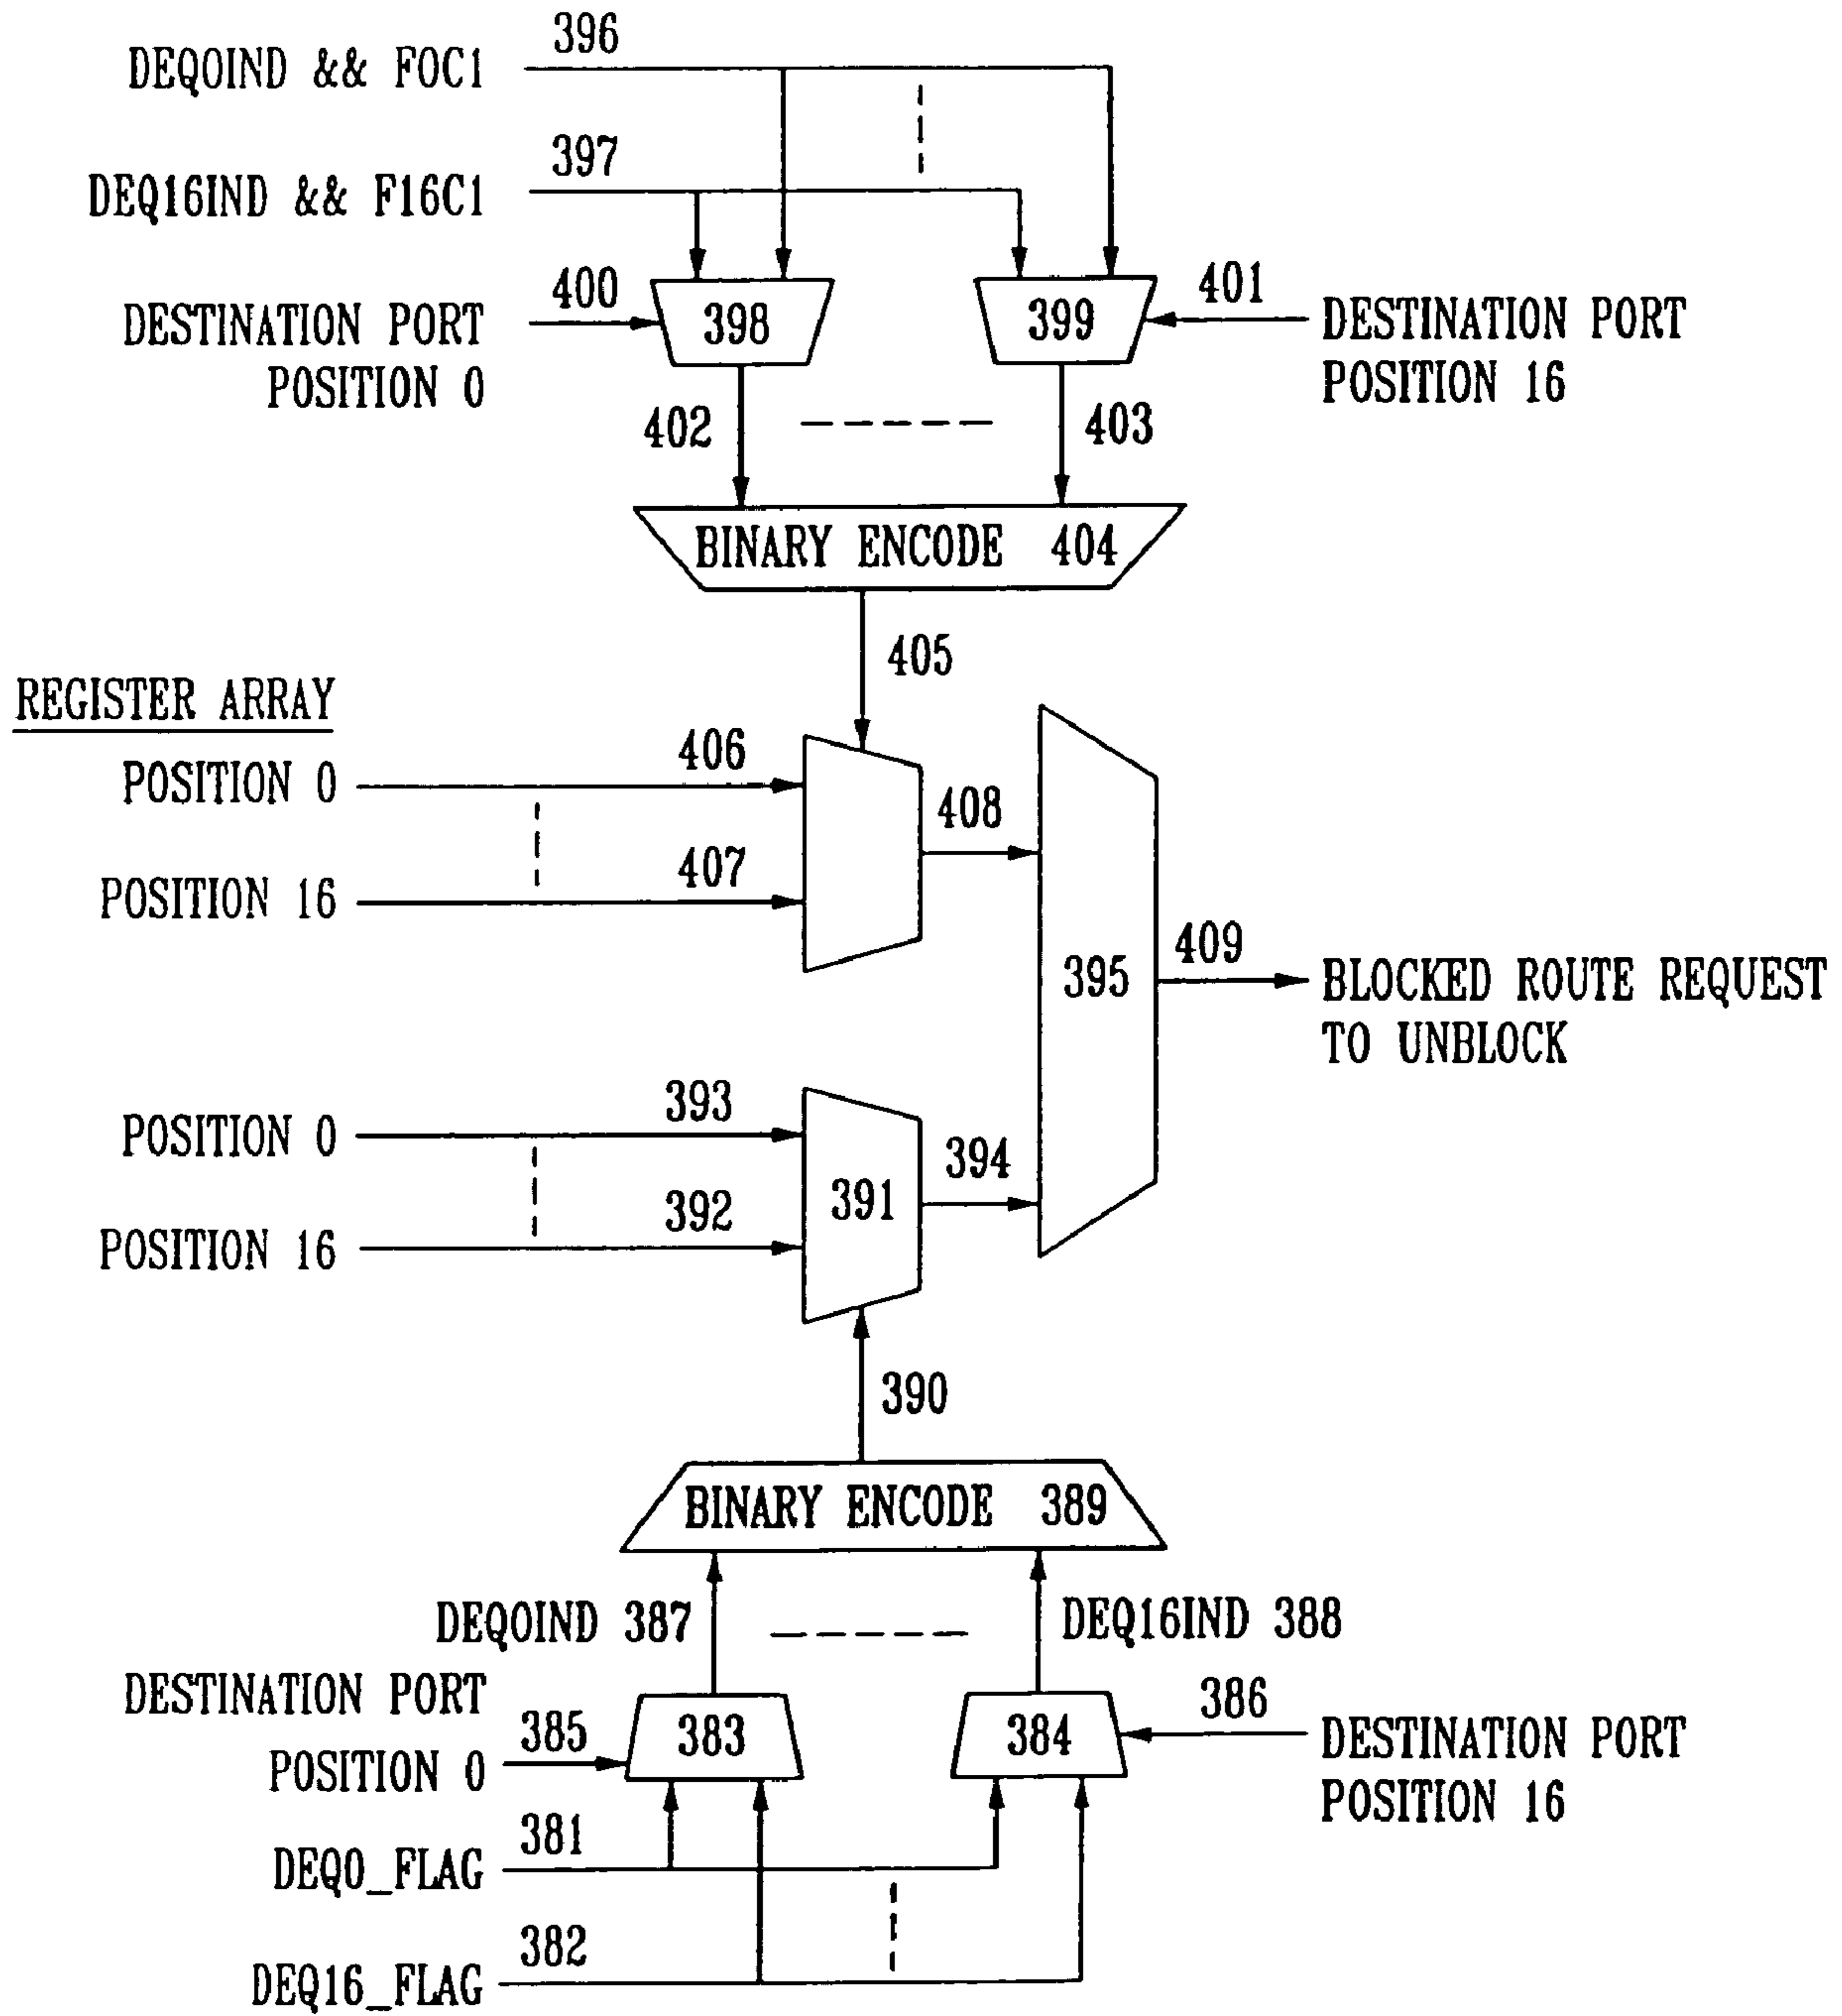 396
DEQ0IND && F0C1
397
DEQ16IND && F16C1
400
DESTINATION PORT
POSITION 0
398
399
401
DESTINATION PORT
POSITION 16
402
403
BINARY ENCODE 404
405
REGISTER ARRAY
POSITION 0
406
408
POSITION 16
407
395
409
BLOCKED ROUTE REQUEST
TO UNBLOCK
POSITION 0
393
394
POSITION 16
392
391
390
BINARY ENCODE 389
DEQ0IND 387
DEQ16IND 388
DESTINATION PORT
POSITION 0
385
383
384
386
DESTINATION PORT
POSITION 16
DEQ0_FLAG
381
DEQ16_FLAG
382